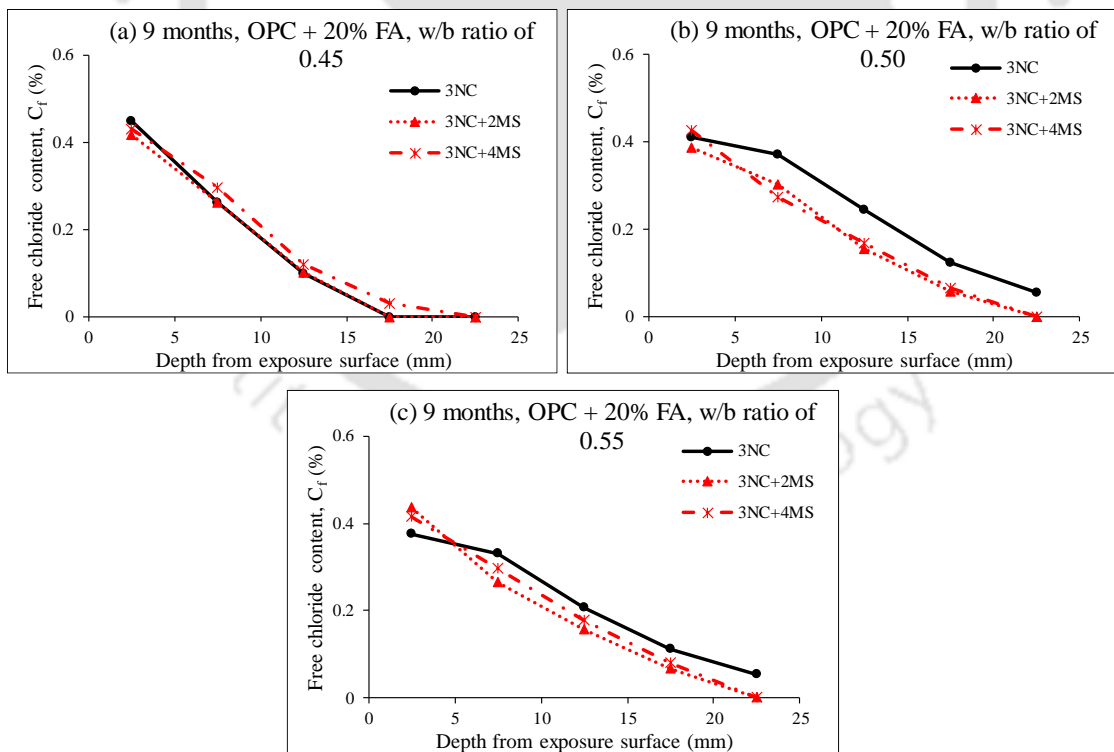 (a) 9 months, OPC + 20% FA, w/b ratio of
0.45
3NC
3NC+2MS
3NC+4MS
Free chloride content, Cf (%)
0.6
0.4
0.2
0
0 5 10 15 20 25
Depth from exposure surface (mm)
(b) 9 months, OPC + 20% FA, w/b ratio of
0.50
3NC
3NC+2MS
3NC+4MS
Free chloride content, Cf (%)
0.6
0.4
0.2
0
0 5 10 15 20 25
Depth from exposure surface (mm)
(c) 9 months, OPC + 20% FA, w/b ratio of
0.55
3NC
3NC+2MS
3NC+4MS
Free chloride content, Cf (%)
0.6
0.4
0.2
0
0 5 10 15 20 25
Depth from exposure surface (mm)